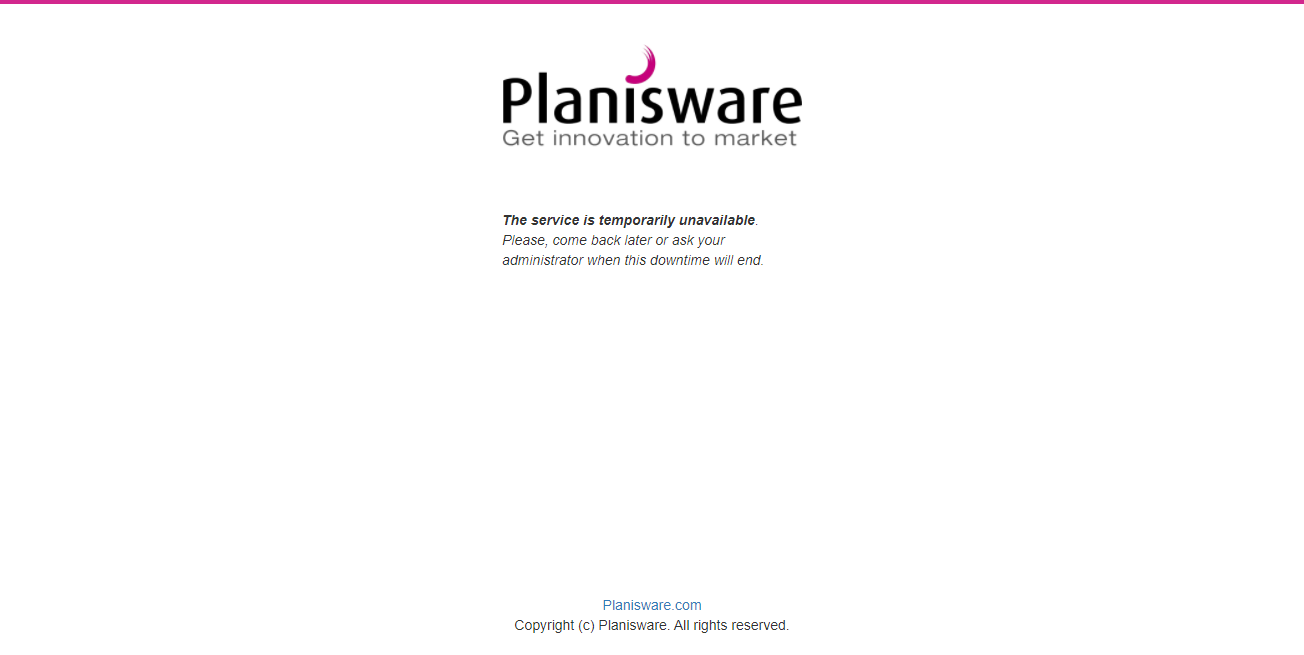 Planisware
Get innovation to market
The service is temporarily unavailable.
Please, come back later or ask your
administrator when this downtime will end.
Planisware.com
Copyright (c) Planisware. All rights reserved.